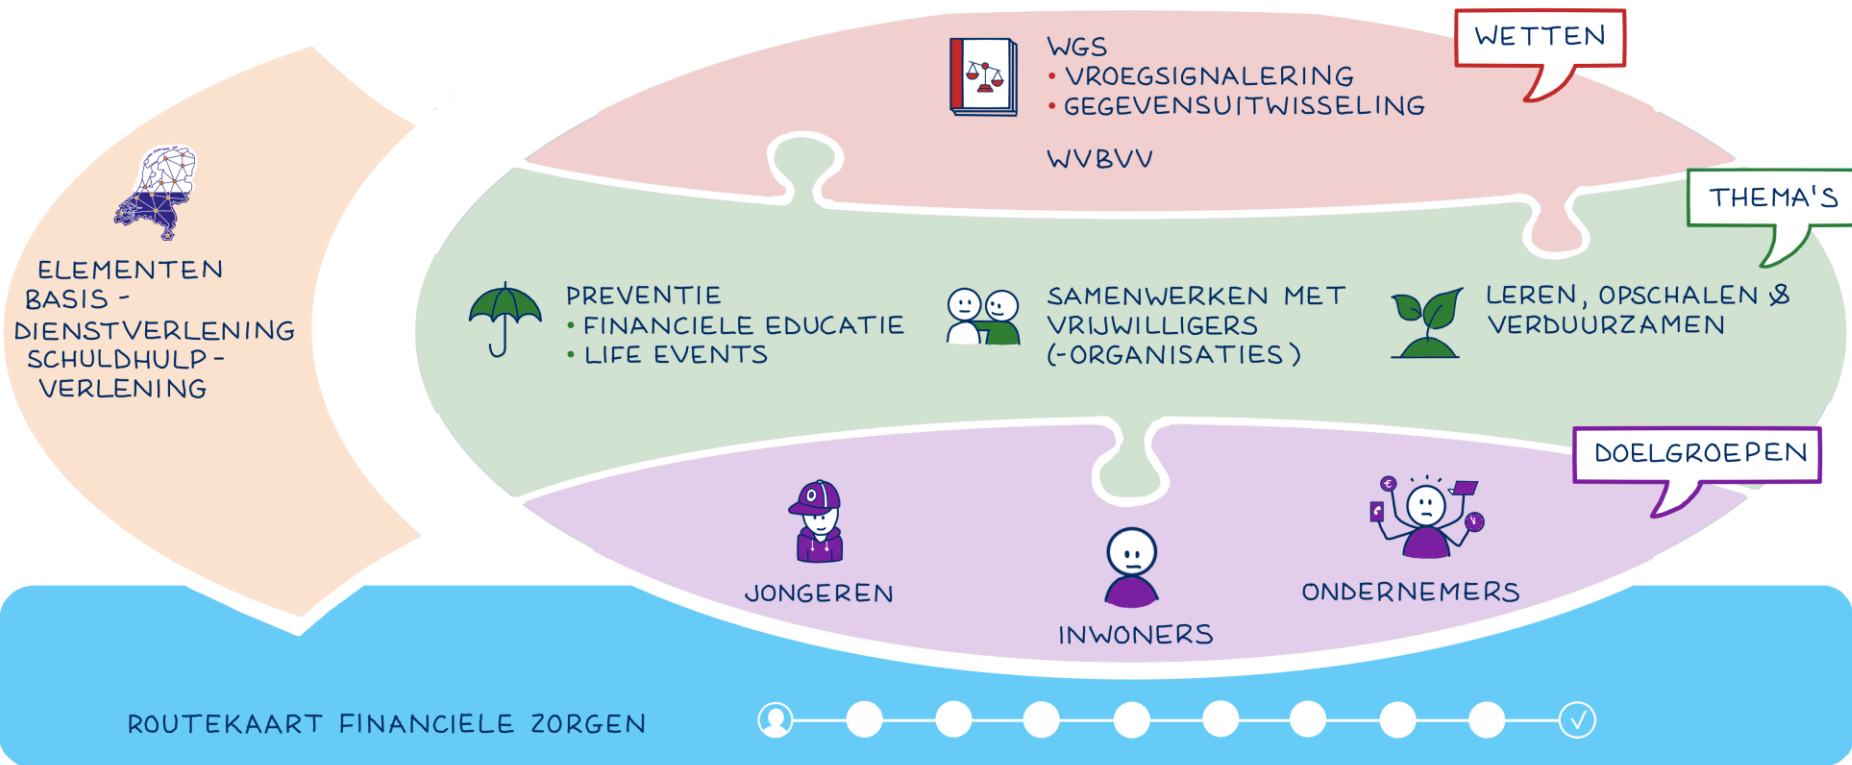 WETTEN
WGS
• VROEGSIGNALERING
• GEGEVENSUITWISSELING
WVBVV
THEMA'S
ELEMENTEN
BASIS-
DIENSTVERLENING
SCHULDHULP-
VERLENING
PREVENTIE
• FINANCIELE EDUCATIE
• LIFE EVENTS
SAMENWERKEN MET
VRIJWILLIGERS
(-ORGANISATIES)
LEREN, OPSCHALEN &
VERDUURZAMEN
DOELGROEPEN
JONGEREN
INWONERS
ONDERNEMERS
ROUTEKAART FINANCIELE ZORGEN